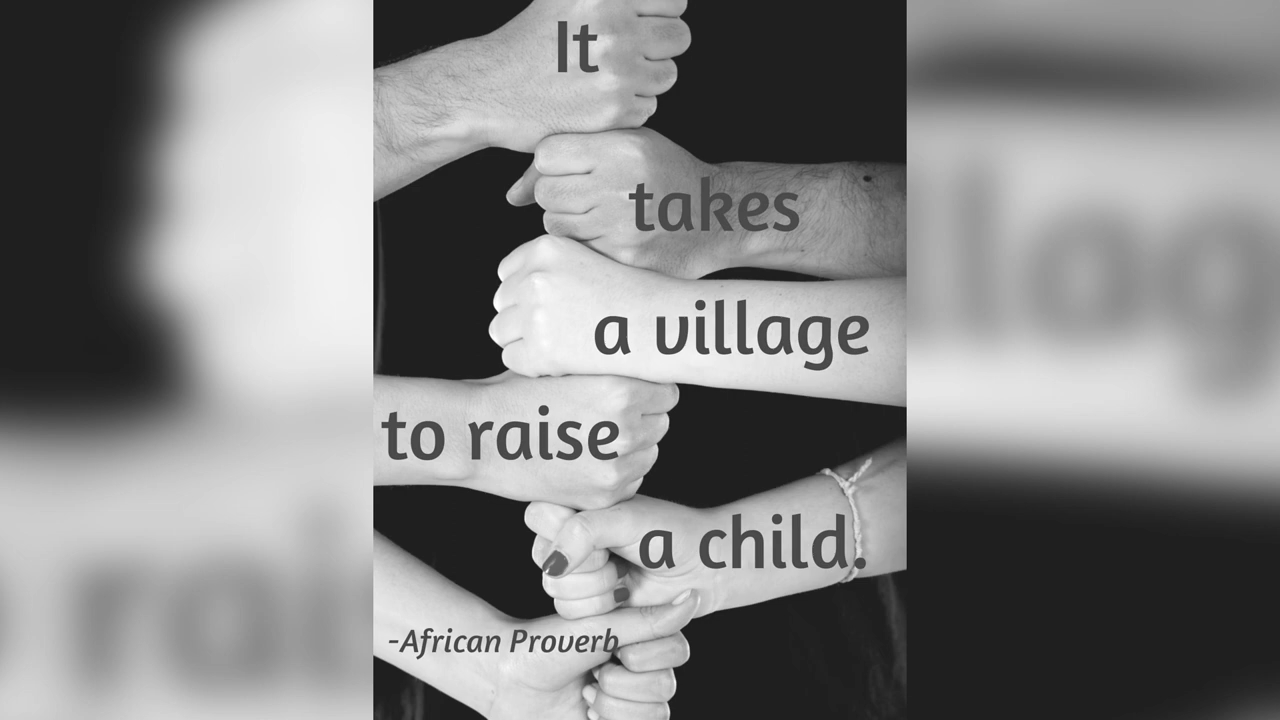 It
takes
a village
to raise
a child.
-African Proverb